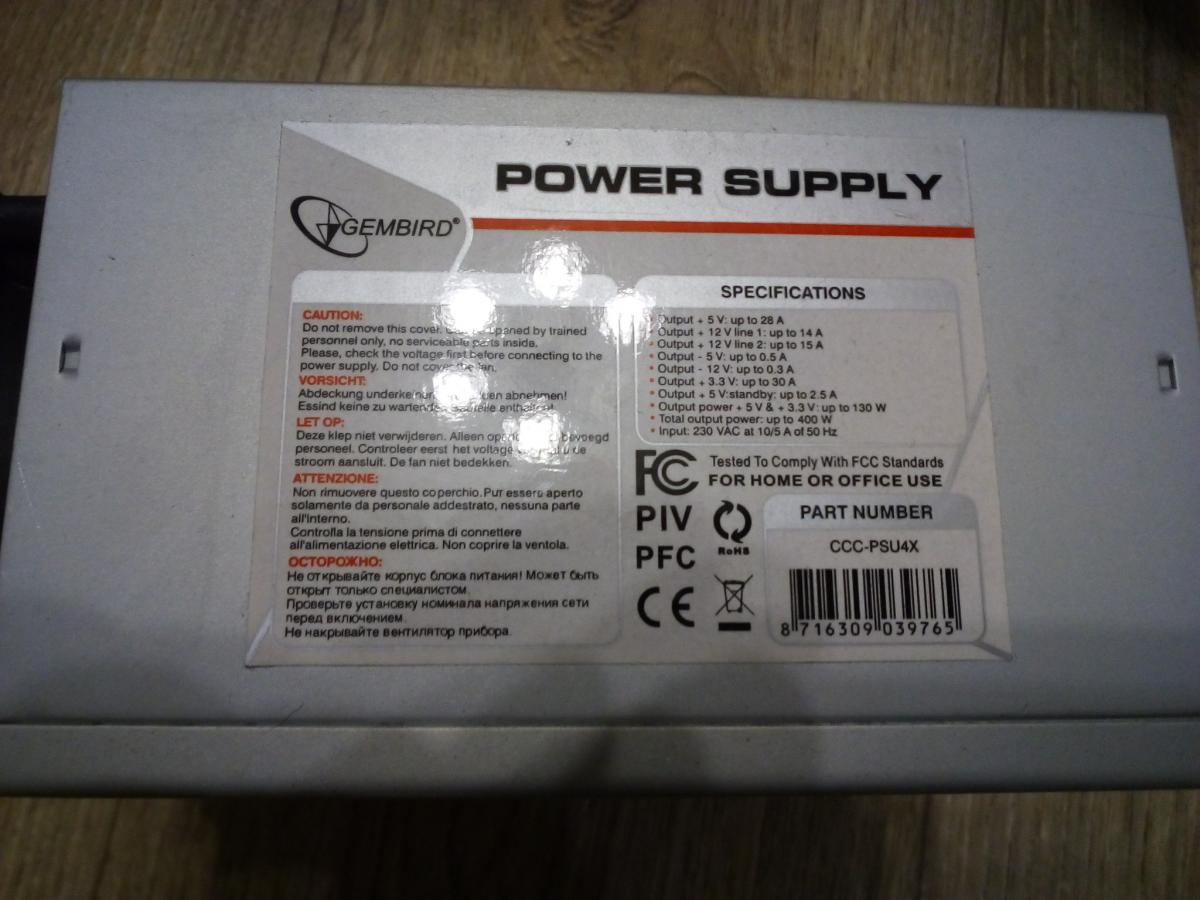 POWER SUPPLY
GEMBIRD®
CAUTION:
Do not remove this cover. opened by trained
personnel only, no serviceable parts inside.
Please, check the voltage first before connecting to the
power supply. Do not cover the fan.
VORSICHT:
Abdeckung abnehmen!
Essind keine zu
LET OP:
Deze klep niet verwijderen. Alleen bevoegd
personeel. Controleer eerst het voltage
stroom aansluit. De fan niet bedekken.
ATTENZIONE:
Non rimuovere questo coperchio. Pur essere aperto
solamente da personale addestrato, nessuna parte
all'interno.
Controlla la tensione prima di connettere
all'alimentazione elettrica. Non coprire la ventola.
ОСТОРОЖНО:
Не открывайте корпус блока питания! Может быть
открыт только специалистом.
Проверьте установку номинала напряжения сети
перед включением.
Не накрывайте вентилятор прибора.
SPECIFICATIONS
Output + 5 V: up to 28 A
Output + 12 V line 1: up to 14 A
Output + 12 V line 2: up to 15 A
Output - 5 V: up to 0.5 A
Output - 12 V: up to 0.3 A
Output + 3.3 V: up to 30 A
Output + 5 V:standby: up to 2.5 A
Output power + 5 V & + 3.3 V: up to 130 W
Total output power: up to 400 W
Input: 230 VAC at 10/5 A of 50 Hz
FC Tested To Comply With FCC Standards
FOR HOME OR OFFICE USE
PIV
RoHS
PFC
CE
PART NUMBER
CCC-PSU4X
8 716309 039765